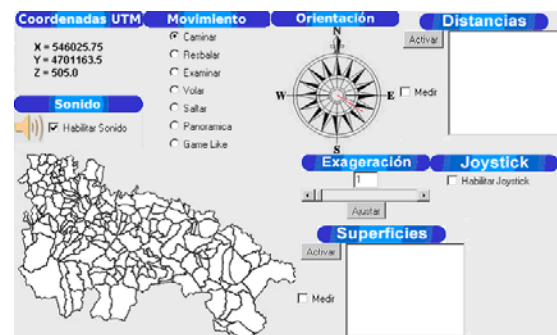 Coordenadas UTM
X = 546025.75
Y = 4701163.5
Z = 505.0
Sonido
Habilitar Sonido
Movimiento
Caminar
Resbalar
Examinar
Volar
Saltar
Panoramica
Game Like
Orientación
N
W
E
S
Distancias
Activar
Medir
Exageración
1
Ajustar
Joystick
Habilitar Joystick
Superficies
Activar
Medir